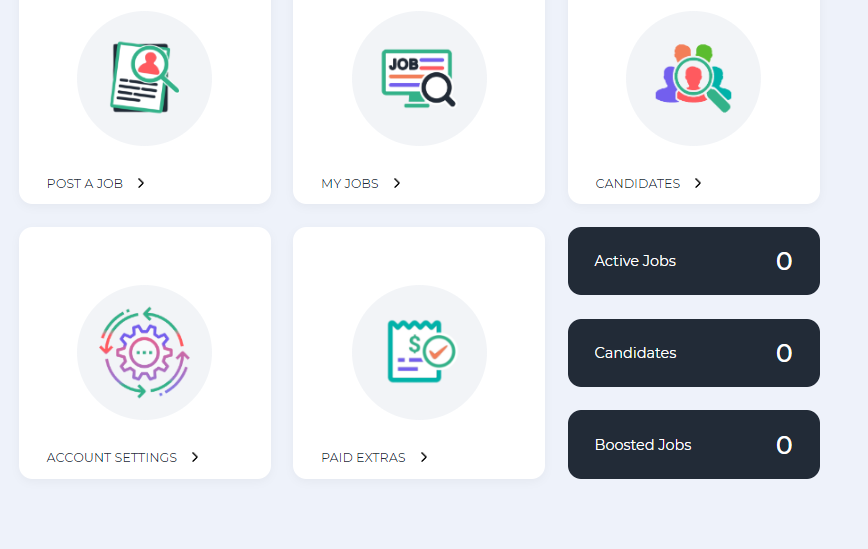 JOB
POST A JOB
MY JOBS
CANDIDATES
Active Jobs 0
Candidates 0
Boosted Jobs 0
$
ACCOUNT SETTINGS
PAID EXTRAS